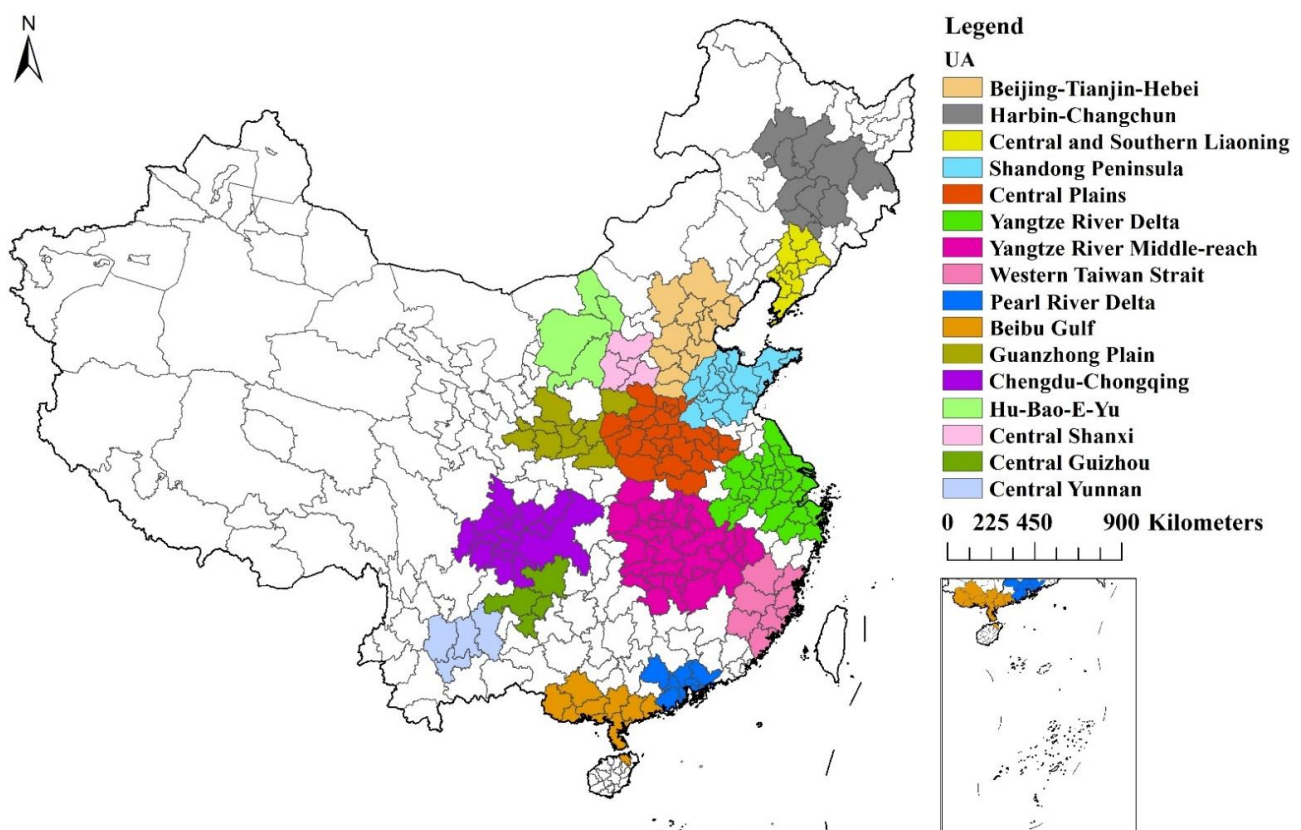 N
Legend
UA
Beijing-Tianjin-Hebei
Harbin-Changchun
Central and Southern Liaoning
Shandong Peninsula
Central Plains
Yangtze River Delta
Yangtze River Middle-reach
Western Taiwan Strait
Pearl River Delta
Beibu Gulf
Guanzhong Plain
Chengdu-Chongqing
Hu-Bao-E-Yu
Central Shanxi
Central Guizhou
Central Yunnan
0 225 450 900 Kilometers